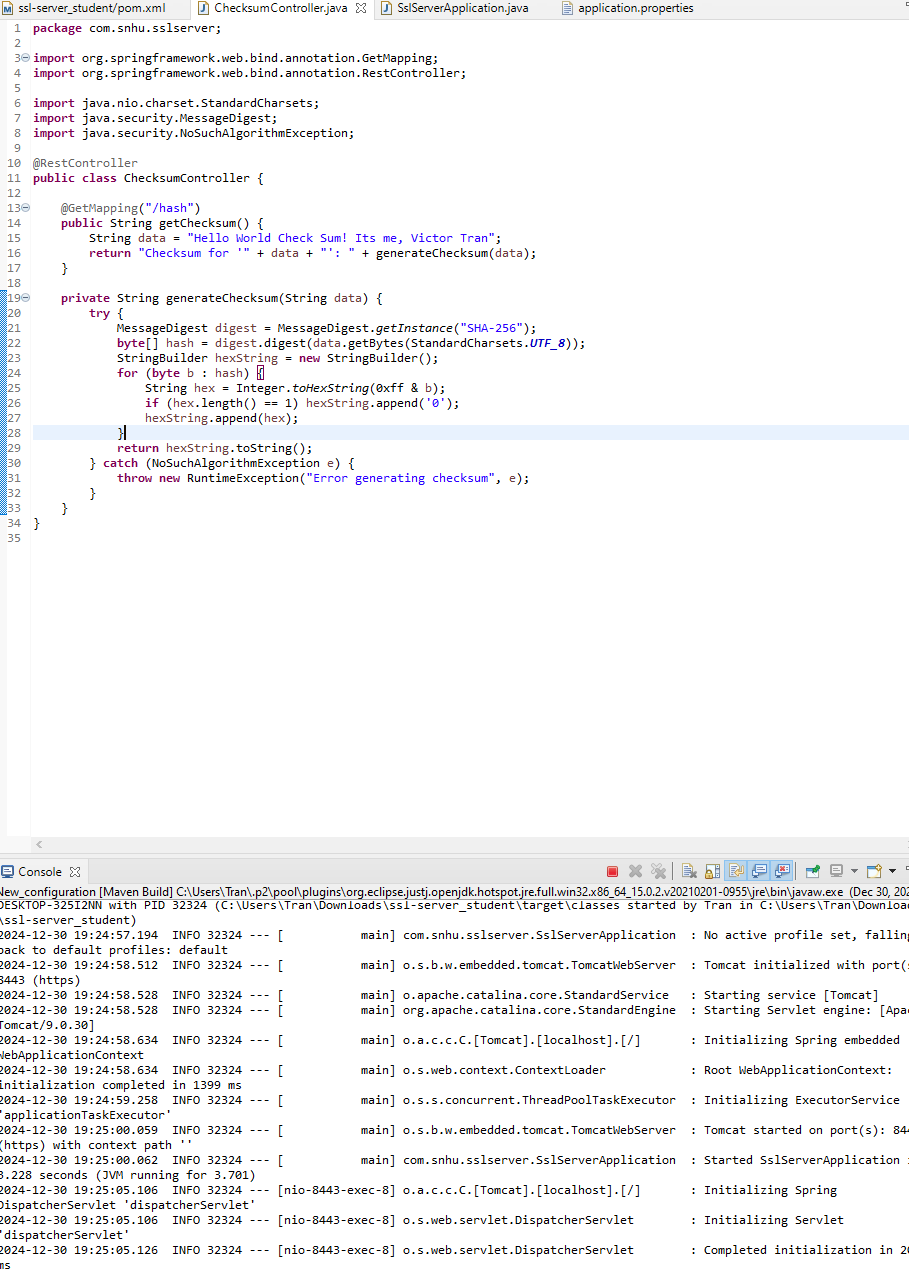 ssl-server_student/pom.xml ChecksumController.java SslServerApplication.java application.properties
1 package com.snhu.sslserver;
2
3 import org.springframework.web.bind.annotation.GetMapping;
4 import org.springframework.web.bind.annotation.RestController;
5
6 import java.nio.charset.StandardCharsets;
7 import java.security.MessageDigest;
8 import java.security.NoSuchAlgorithmException;
9
10 @RestController
11 public class ChecksumController {
12
13     @GetMapping("/hash")
14     public String getChecksum() {
15         String data = "Hello World Check Sum! Its me, Victor Tran";
16         return "Checksum for '" + data + "': " + generateChecksum(data);
17     }
18
19     private String generateChecksum(String data) {
20         try {
21             MessageDigest digest = MessageDigest.getInstance("SHA-256");
22             byte[] hash = digest.digest(data.getBytes(StandardCharsets.UTF_8));
23             StringBuilder hexString = new StringBuilder();
24             for (byte b : hash) {
25                 String hex = Integer.toHexString(0xff & b);
26                 if (hex.length() == 1) hexString.append('0');
27                 hexString.append(hex);
28             }
29             return hexString.toString();
30         } catch (NoSuchAlgorithmException e) {
31             throw new RuntimeException("Error generating checksum", e);
32         }
33     }
34 }
35
Console
New_configuration [Maven Build] C:\Users\Tran\.p2\pool\plugins\org.eclipse.justj.openjdk.hotspot.jre.full.win32.x86_64_15.0.2.v20210201-0955\jre\bin\javaw.exe (Dec 30, 202
DESKTOP-325I2NN with PID 32324 (C:\Users\Tran\Downloads\ssl-server_student\target\classes started by Tran in C:\Users\Tran\Downloa
\ssl-server_student)
2024-12-30 19:24:57.194  INFO 32324 --- [           main] com.snhu.sslserver.SslServerApplication  : No active profile set, falling
back to default profiles: default
2024-12-30 19:24:58.512  INFO 32324 --- [           main] o.s.b.w.embedded.tomcat.TomcatWebServer  : Tomcat initialized with port(s
8443 (https)
2024-12-30 19:24:58.528  INFO 32324 --- [           main] o.apache.catalina.core.StandardService   : Starting service [Tomcat]
2024-12-30 19:24:58.528  INFO 32324 --- [           main] org.apache.catalina.core.StandardEngine  : Starting Servlet engine: [Apac
Tomcat/9.0.30]
2024-12-30 19:24:58.634  INFO 32324 --- [           main] o.a.c.c.C.[Tomcat].[localhost].[/]       : Initializing Spring embedded
WebApplicationContext
2024-12-30 19:24:58.634  INFO 32324 --- [           main] o.s.web.context.ContextLoader            : Root WebApplicationContext:
initialization completed in 1399 ms
2024-12-30 19:24:59.258  INFO 32324 --- [           main] o.s.s.concurrent.ThreadPoolTaskExecutor  : Initializing ExecutorService
'applicationTaskExecutor'
2024-12-30 19:25:00.059  INFO 32324 --- [           main] o.s.b.w.embedded.tomcat.TomcatWebServer  : Tomcat started on port(s): 844
(https) with context path ''
2024-12-30 19:25:00.062  INFO 32324 --- [           main] com.snhu.sslserver.SslServerApplication  : Started SslServerApplication i
3.228 seconds (JVM running for 3.701)
2024-12-30 19:25:05.106  INFO 32324 --- [nio-8443-exec-8] o.a.c.c.C.[Tomcat].[localhost].[/]       : Initializing Spring
DispatcherServlet 'dispatcherServlet'
2024-12-30 19:25:05.106  INFO 32324 --- [nio-8443-exec-8] o.s.web.servlet.DispatcherServlet        : Initializing Servlet
'dispatcherServlet'
2024-12-30 19:25:05.126  INFO 32324 --- [nio-8443-exec-8] o.s.web.servlet.DispatcherServlet        : Completed initialization in 20
ms